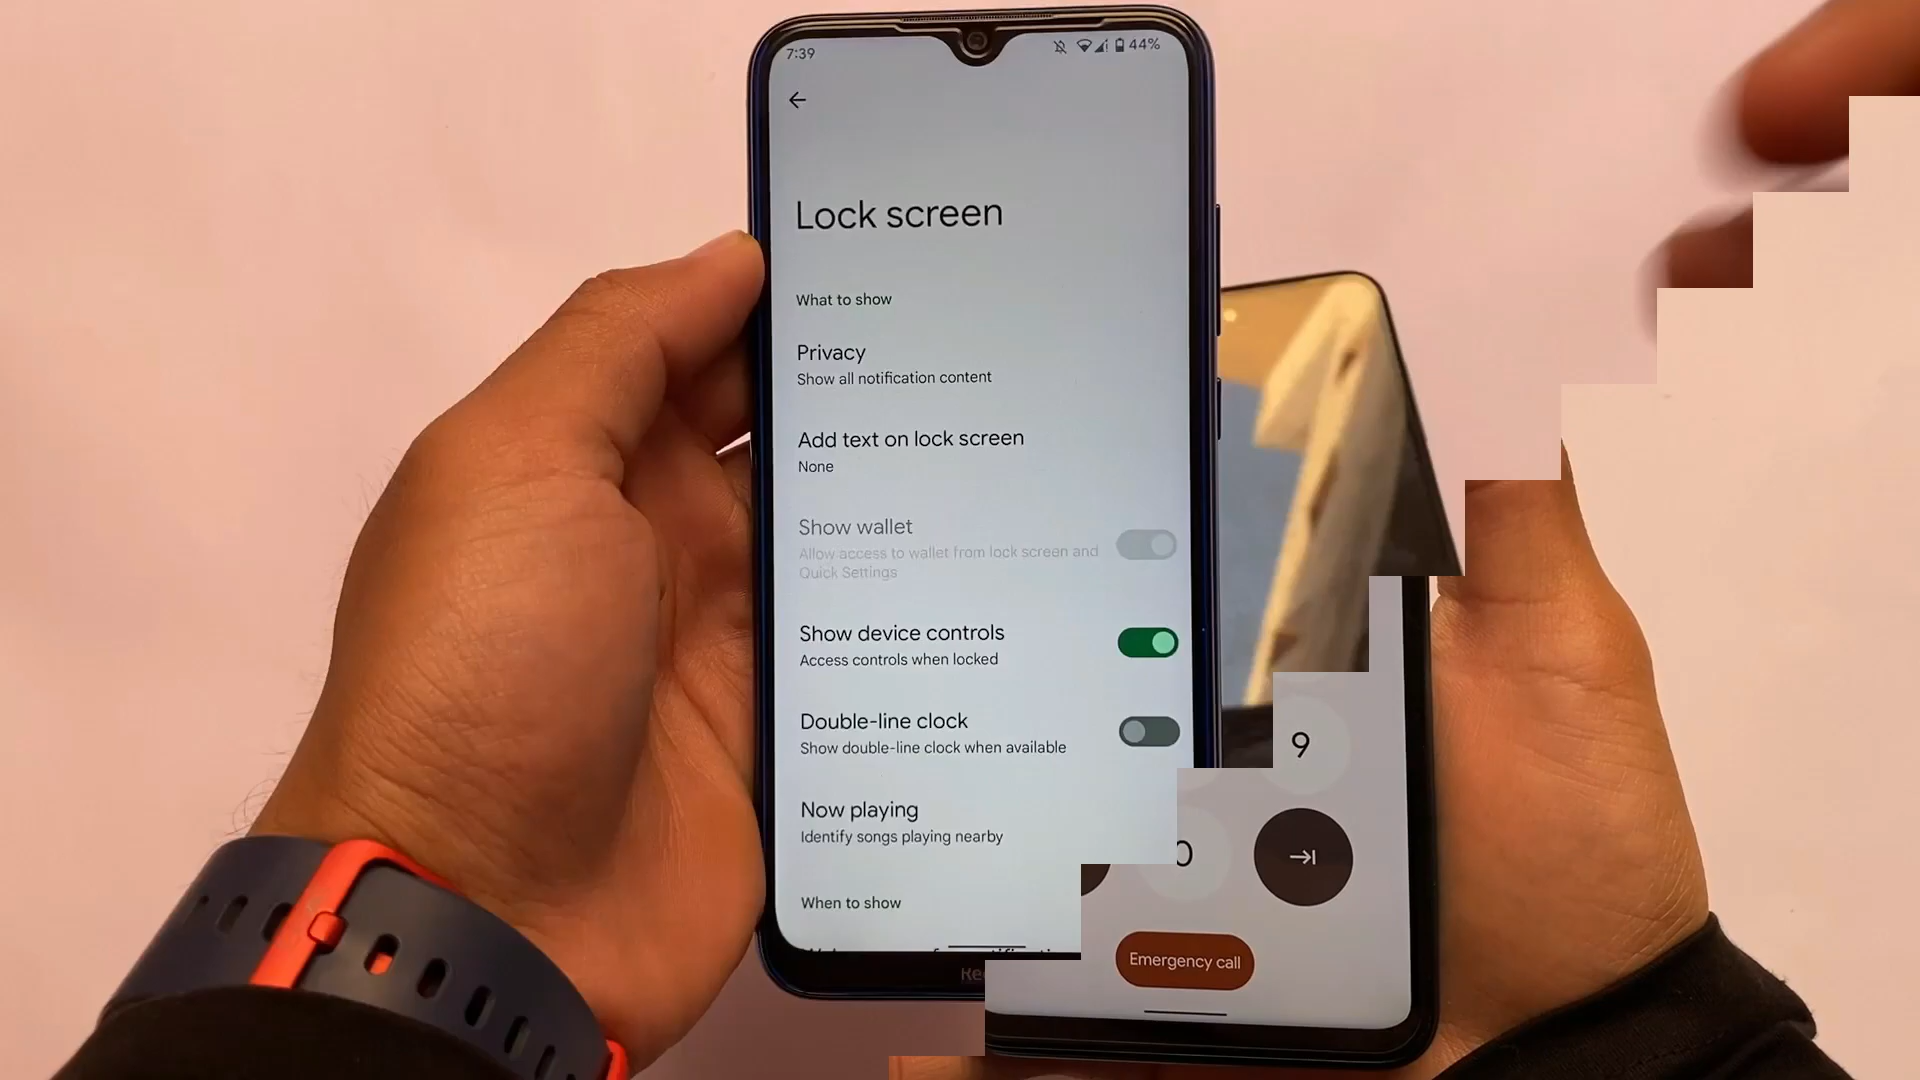 7:39
44%
Lock screen
What to show
Privacy
Show all notification content
Add text on lock screen
None
Show wallet
Allow access to wallet from lock screen and
Quick Settings
Show device controls
Access controls when locked
Double-line clock
Show double-line clock when available
Now playing
Identify songs playing nearby
When to show
9
0
Emergency call